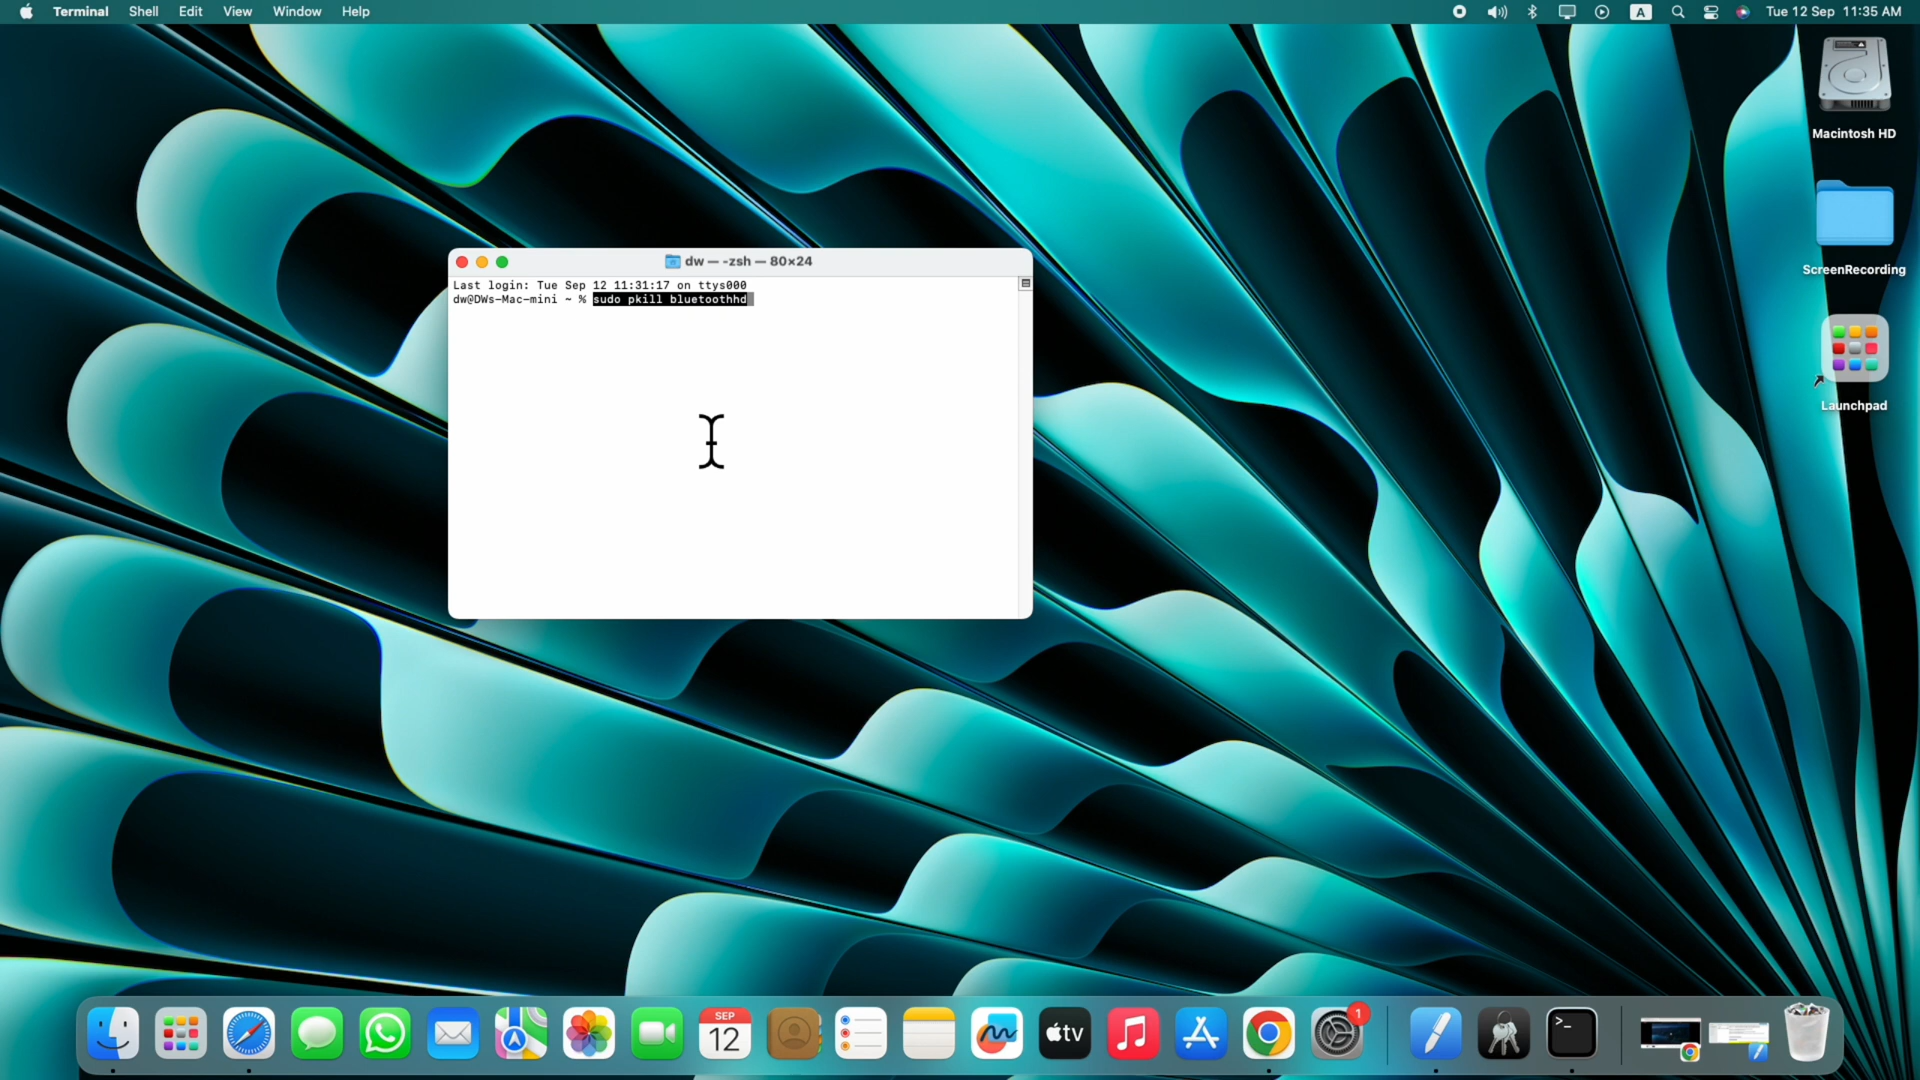 Terminal Shell Edit View Window Help
A Tue 12 Sep 11:35 AM
Macintosh HD
ScreenRecording
Launchpad
dw — -zsh — 80×24
Last login: Tue Sep 12 11:31:17 on ttys000
dw@DWs-Mac-mini ~ % sudo pkill bluetoothhd
SEP
12
tv
1
>_